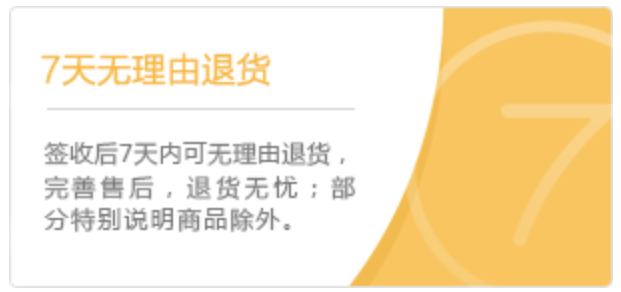 7天无理由退货
签收后7天内可无理由退货，
完善售后，退货无忧；部
分特别说明商品除外。
7